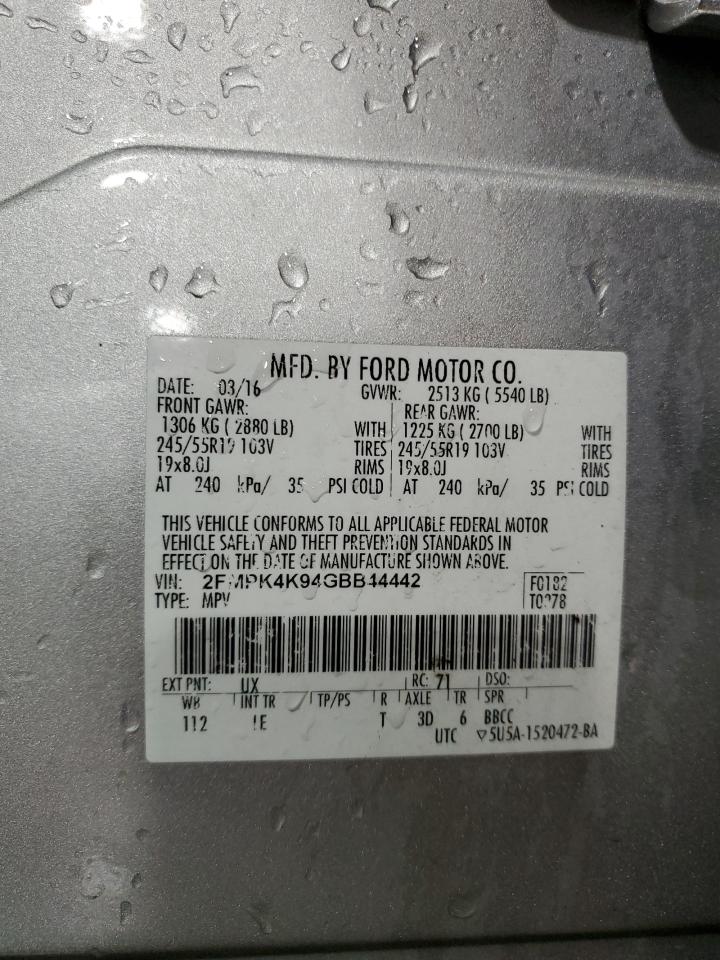 MFD. BY FORD MOTOR CO.
DATE: 03/16 GVWR: 2513 KG ( 5540 LB)
FRONT GAWR: REAR GAWR:
1306 KG ( 2880 LB) WITH 1225 KG ( 2700 LB) WITH
245/55R19 103V TIRES 245/55R19 103V TIRES
19x8.0J RIMS 19x8.0J RIMS
AT 240 kPa/ 35 PSI COLD AT 240 kPa/ 35 PSI COLD
THIS VEHICLE CONFORMS TO ALL APPLICABLE FEDERAL MOTOR
VEHICLE SAFETY AND THEFT PREVENTION STANDARDS IN
EFFECT ON THE DATE OF MANUFACTURE SHOWN ABOVE.
VIN: 2FMPK4K94GBB44442 F0182
TYPE: MPV
EXT PNT: UX RC: 71 DSO:
WB INT TR TP/PS R AXLE TR SPR
112 T 3D 6 BBCC
UTC ▽5U5A-1520472-BA